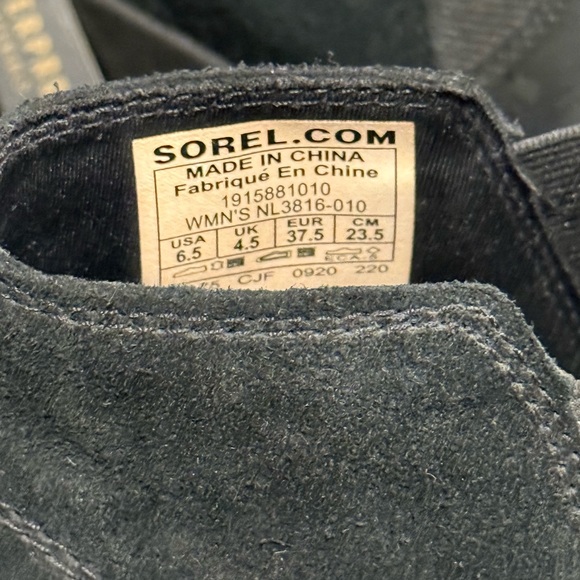 SOREL.COM
MADE IN CHINA
Fabriqué En Chine
1915881010
WMN'S NL3816-010
USA UK EUR CM
6.5 4.5 37.5 23.5
CJF 0920 220